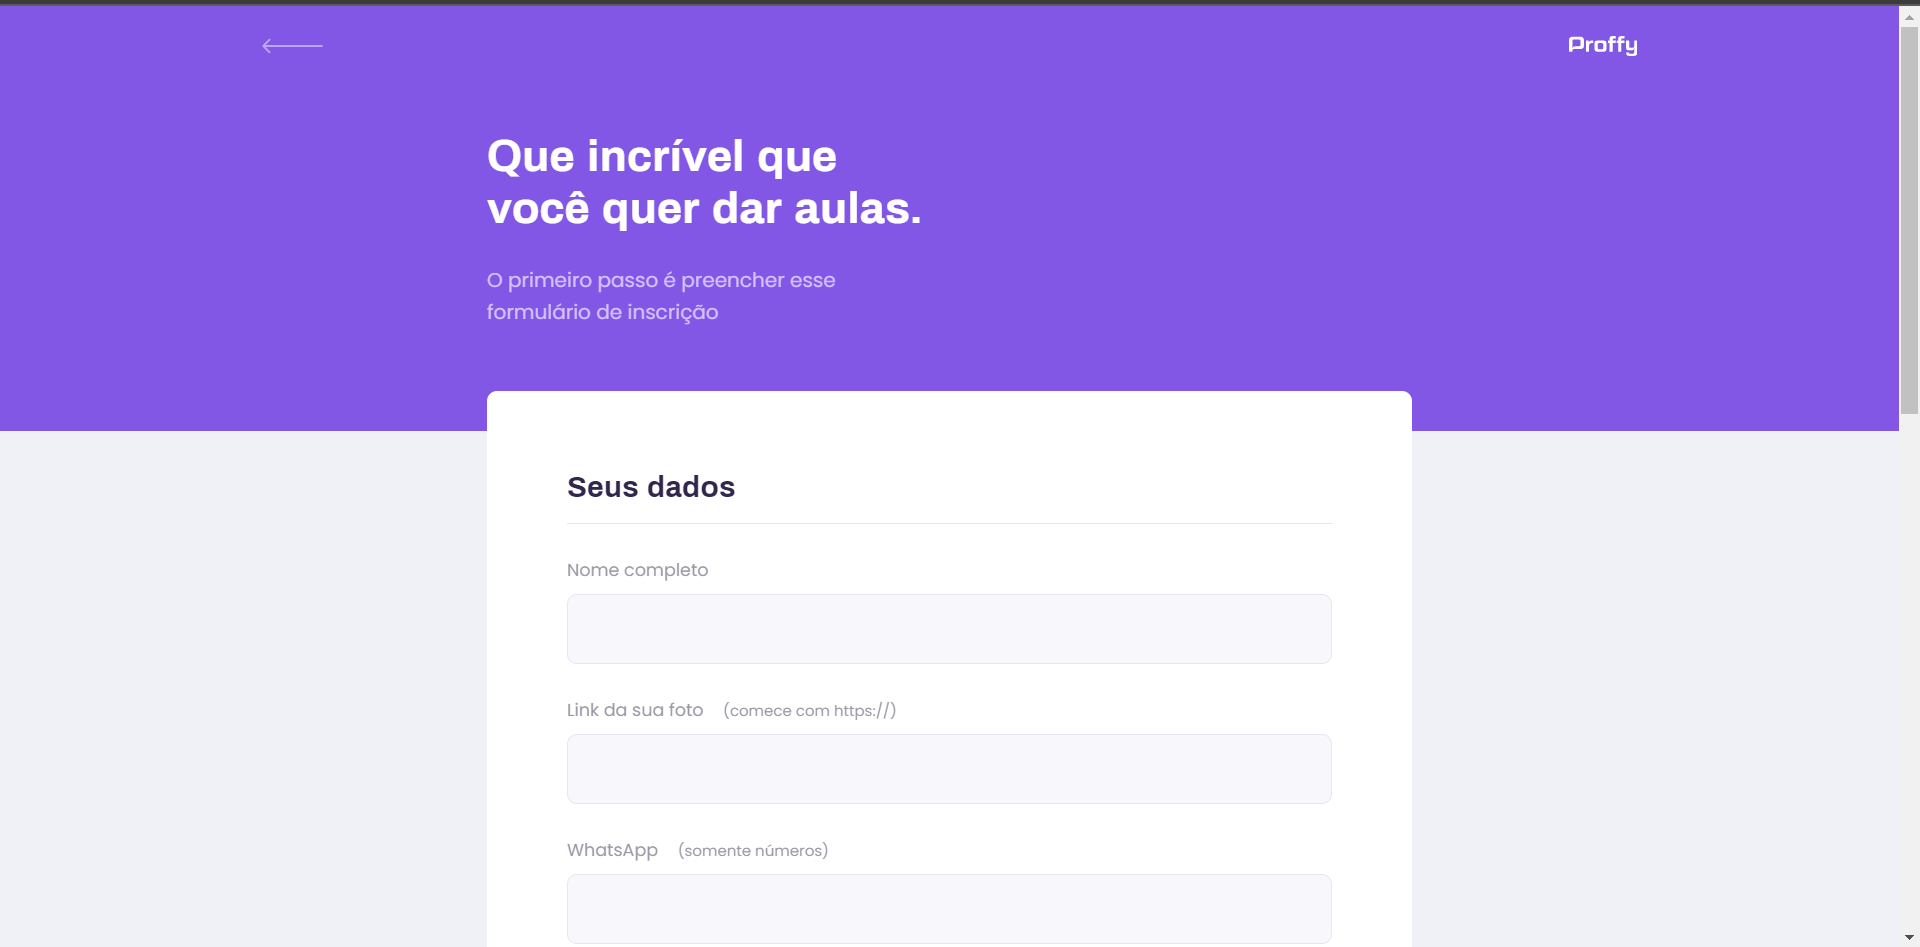 Proffy
Que incrível que
você quer dar aulas.
O primeiro passo é preencher esse
formulário de inscrição
Seus dados
Nome completo
Link da sua foto (comece com https://)
WhatsApp (somente números)